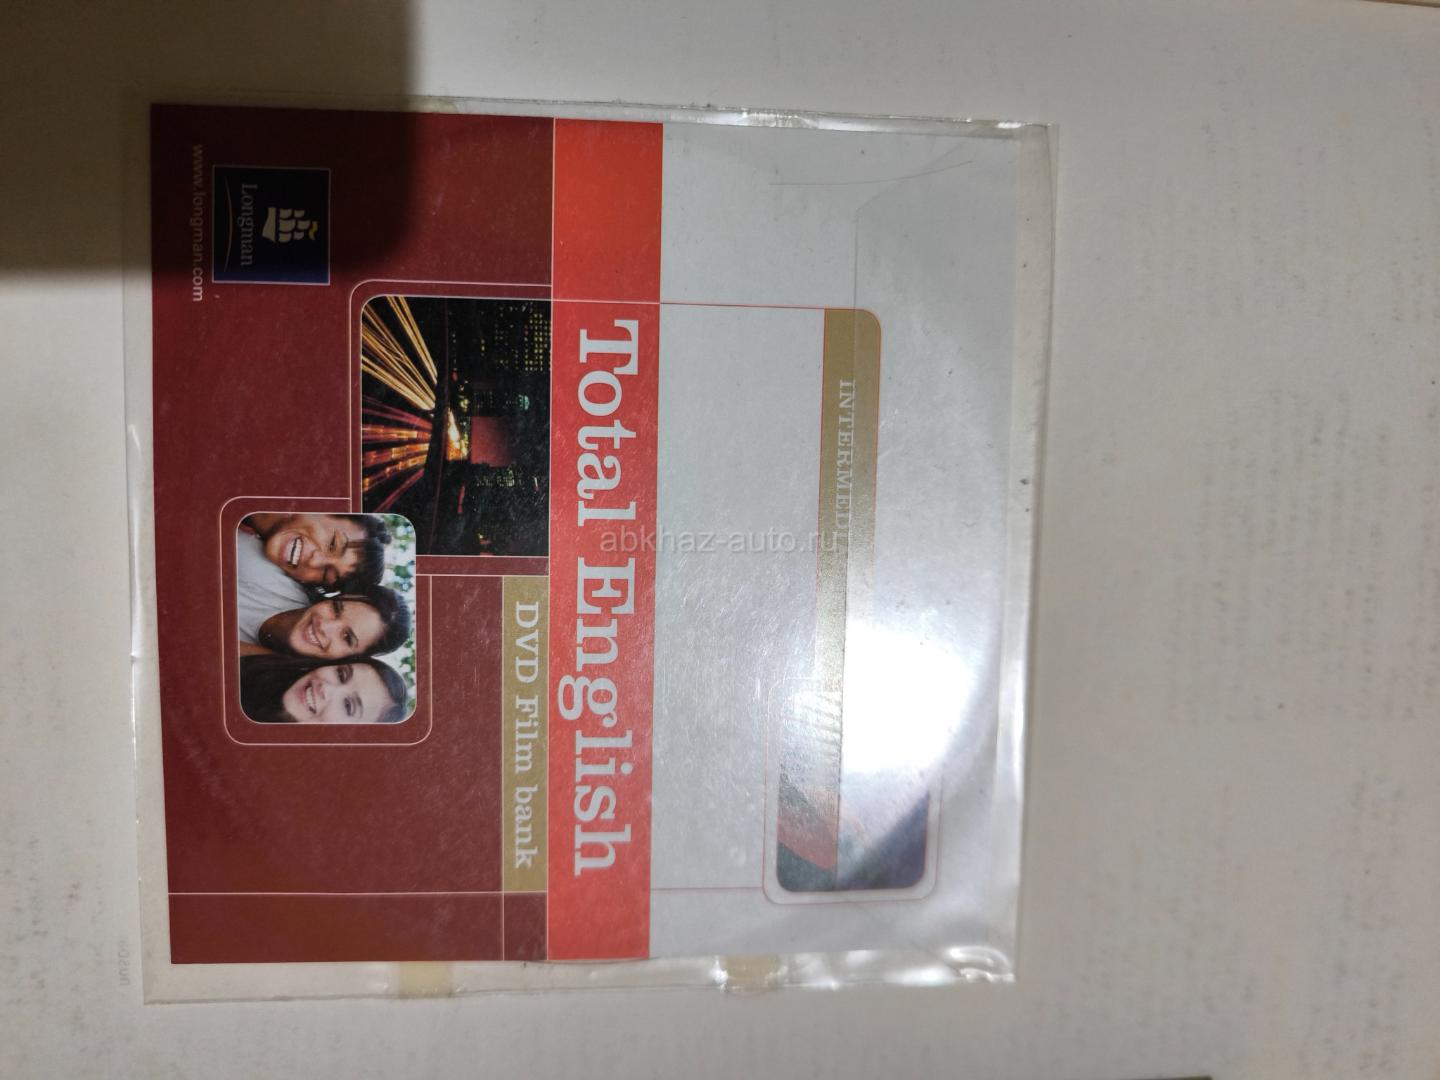 INTERMED
Total English
DVD Film bank
Longman
www.longman.com
abkhaz-auto.ru